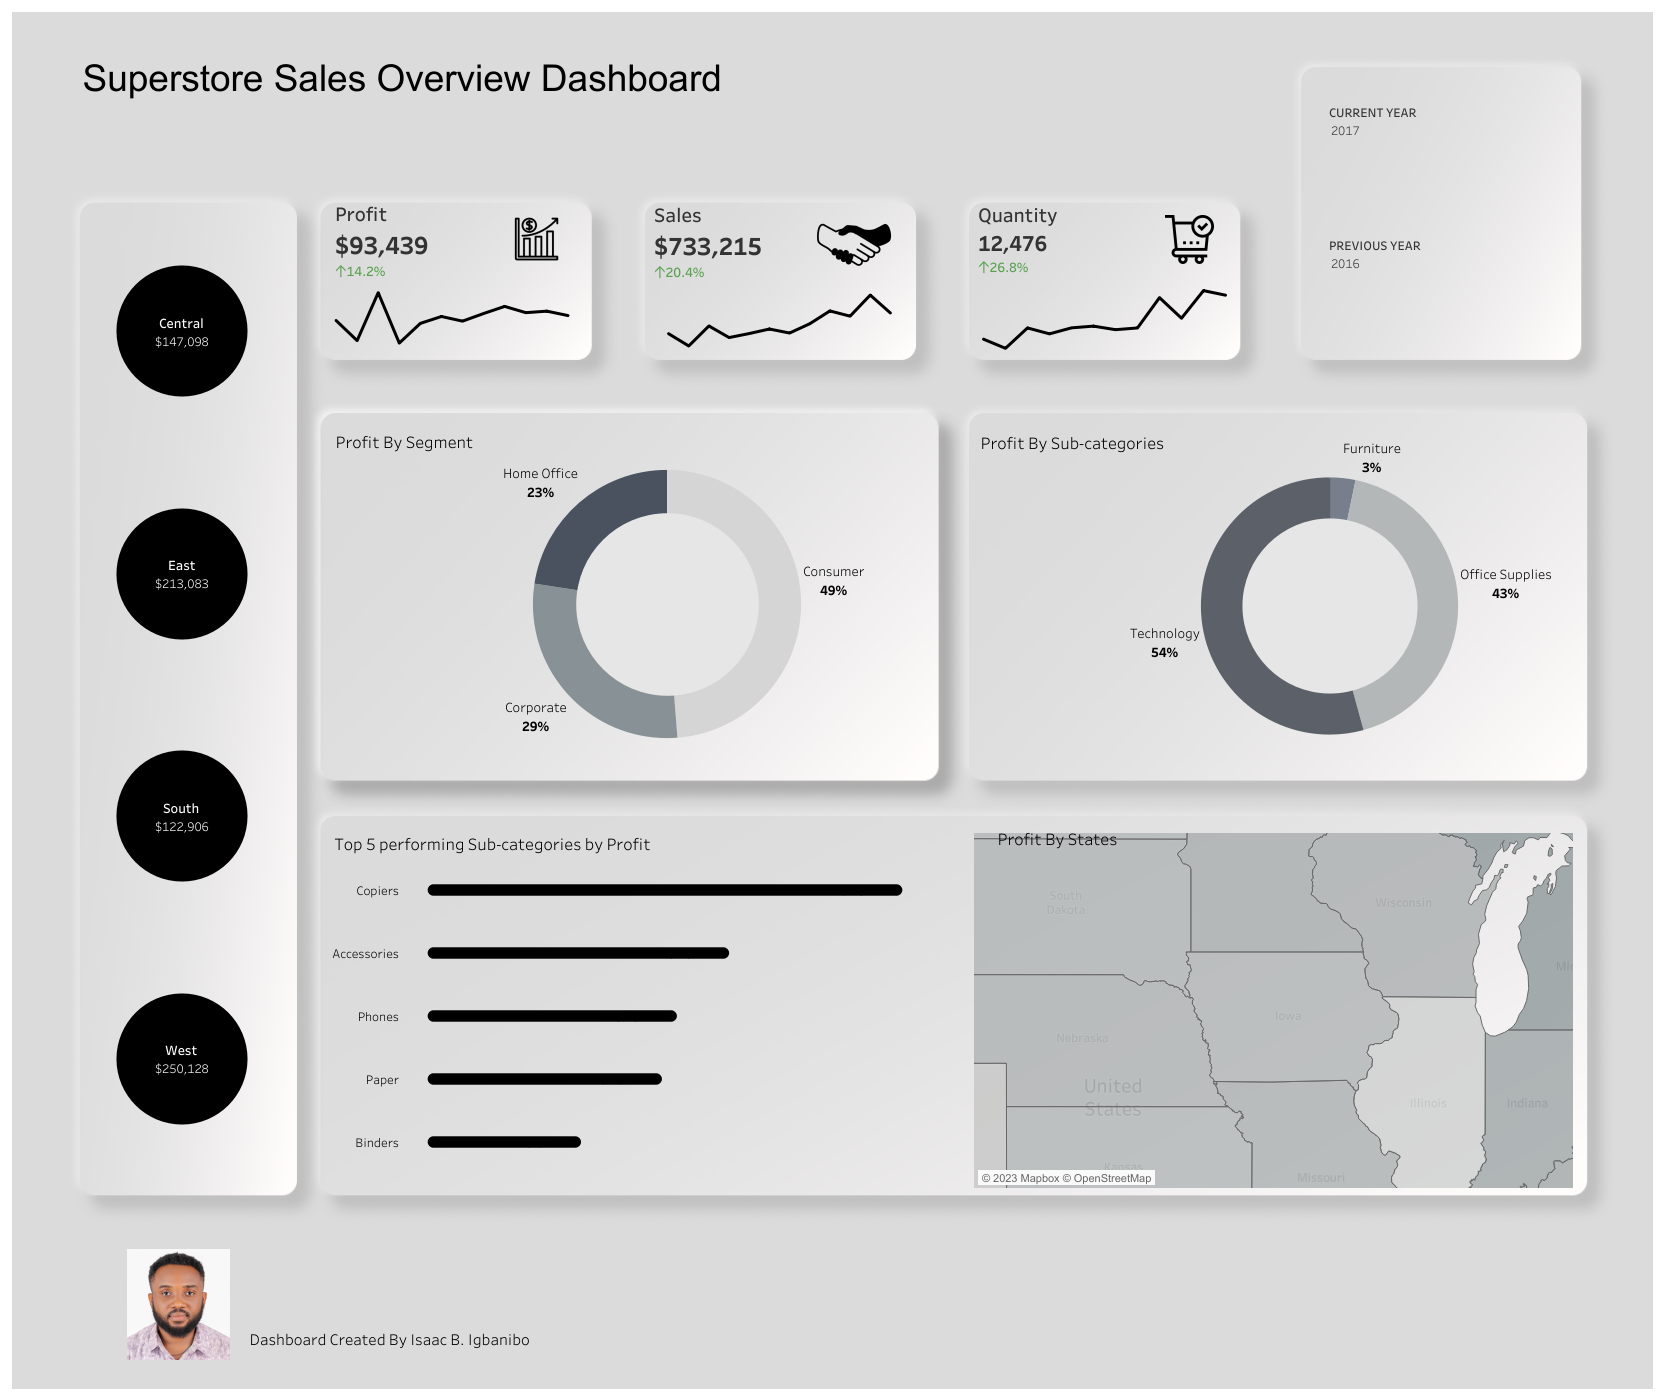 Superstore Sales Overview Dashboard
CURRENT YEAR
2017
PREVIOUS YEAR
2016
Profit
$93,439
↑14.2%
Sales
$733,215
↑20.4%
Quantity
12,476
↑26.8%
Central
$147,098
East
$213,083
South
$122,906
West
$250,128
Profit By Segment
Home Office
23%
Consumer
49%
Corporate
29%
Profit By Sub-categories
Furniture
3%
Office Supplies
43%
Technology
54%
Top 5 performing Sub-categories by Profit
Copiers
Accessories
Phones
Paper
Binders
Profit By States
South
Dakota
Wisconsin
Mic
Iowa
Nebraska
United
States
Illinois
Indiana
Kansas
Missouri
© 2023 Mapbox © OpenStreetMap
Dashboard Created By Isaac B. Igbanibo